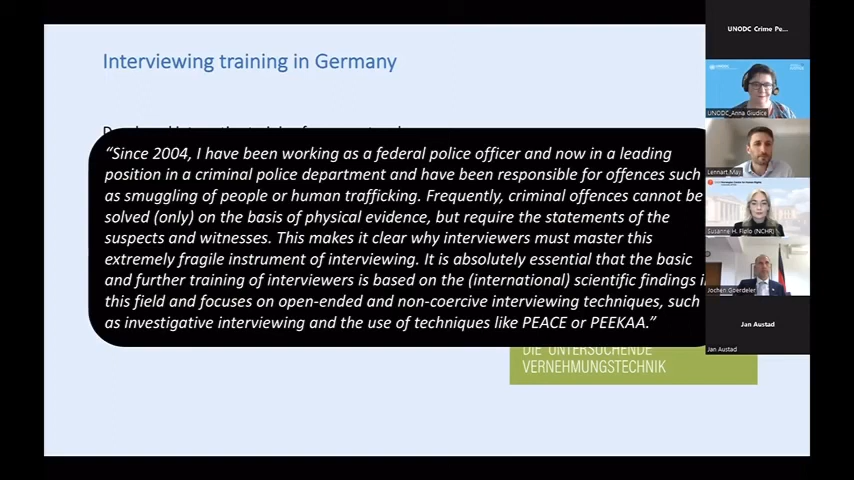 Interviewing training in Germany
“Since 2004, I have been working as a federal police officer and now in a leading
position in a criminal police department and have been responsible for offences such
as smuggling of people or human trafficking. Frequently, criminal offences cannot be
solved (only) on the basis of physical evidence, but require the statements of the
suspects and witnesses. This makes it clear why interviewers must master this
extremely fragile instrument of interviewing. It is absolutely essential that the basic
and further training of interviewers is based on the (international) scientific findings
this field and focuses on open-ended and non-coercive interviewing techniques, such
as investigative interviewing and the use of techniques like PEACE or PEEKAA.”
DIE UNTERSUCHENDE
VERNEHMUNGSTECHNIK
UNODC Crime Pe...
UNODC_Anna Giudice
Lennart May
Susanne H. Flølo (NCHR)
Jochen Goerdeler
Jan Austad
Jan Austad